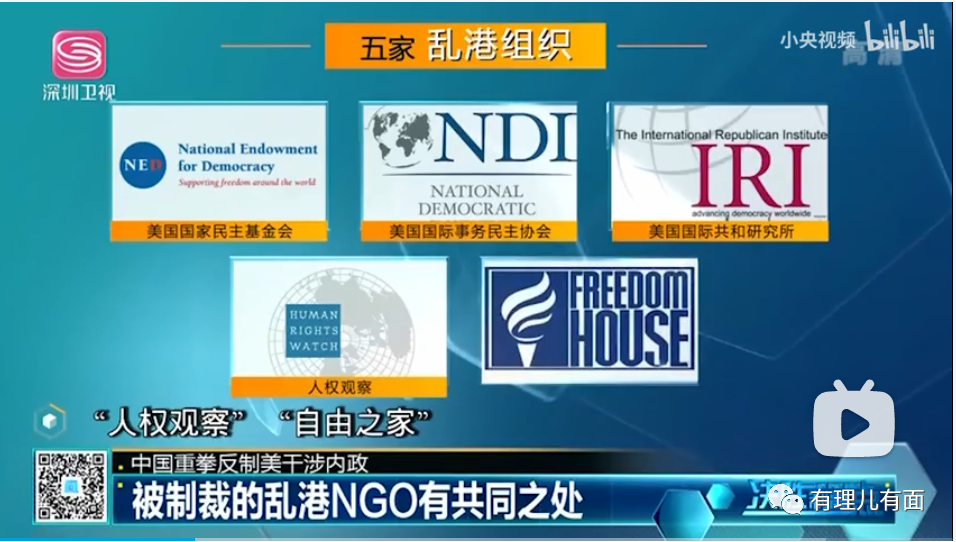 五家 乱港组织
小央视频 bilibili
高清
深圳卫视
NED
National Endowment
for Democracy
Supporting freedom around the world
美国国家民主基金会
NDI
NATIONAL
DEMOCRATIC
美国国际事务民主协会
The International Republican Institute
IRI
advancing democracy worldwide
美国国际共和研究所
HUMAN
RIGHTS
WATCH
人权观察
FREEDOM
HOUSE
“人权观察” “自由之家”
中国重拳反制美干涉内政
被制裁的乱港NGO有共同之处
有理儿有面